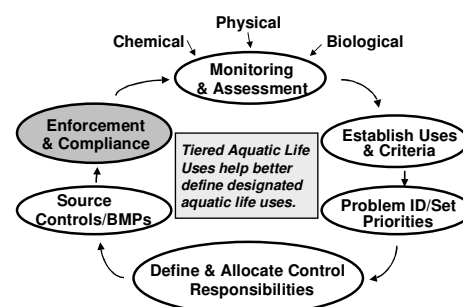 Physical
Chemical
Biological
Monitoring
& Assessment
Enforcement
& Compliance
Tiered Aquatic Life
Uses help better
define designated
aquatic life uses.
Establish Uses
& Criteria
Source
Controls/BMPs
Problem ID/Set
Priorities
Define & Allocate Control
Responsibilities